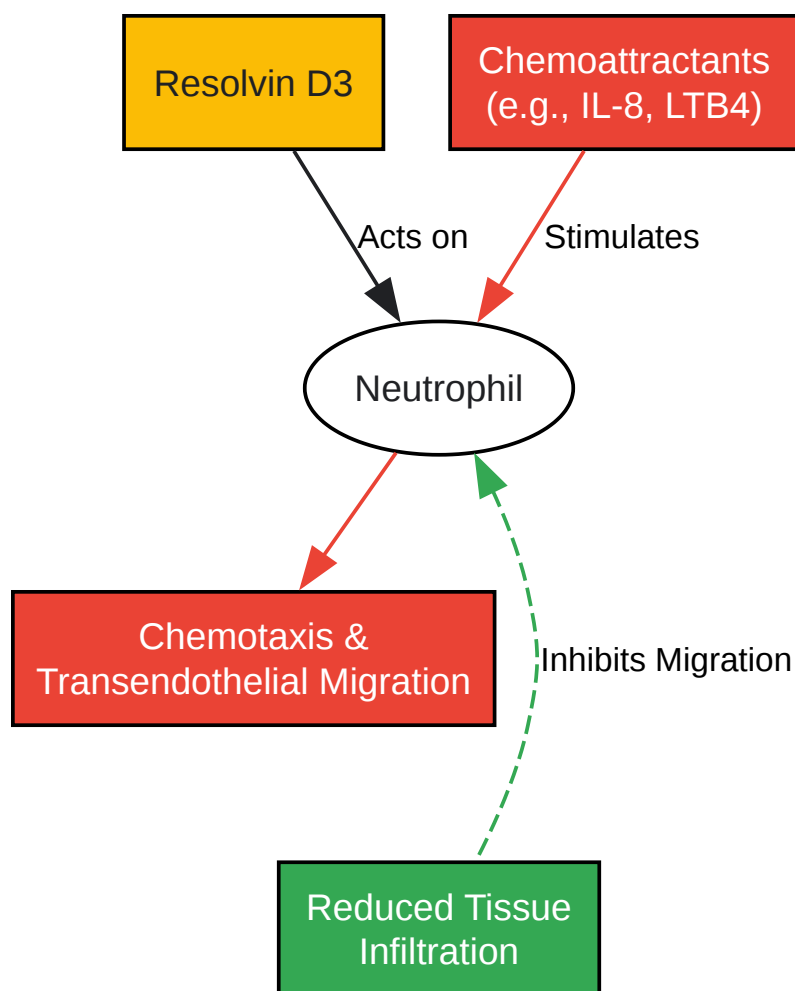 Resolvin D3
Chemoattractants
(e.g., IL-8, LTB4)
Acts on
Stimulates
Neutrophil
Chemotaxis &
Transendothelial Migration
Inhibits Migration
Reduced Tissue
Infiltration